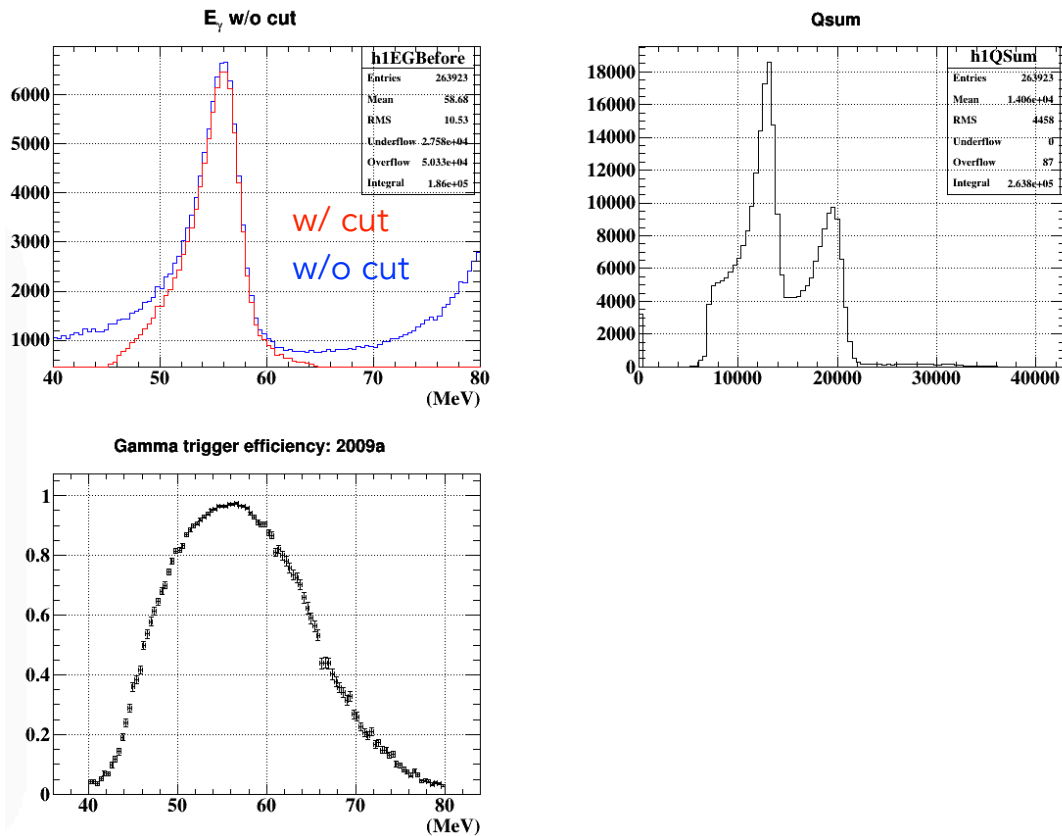 E_γ w/o cut
h1EGBefore
Entries 263923
Mean 58.68
RMS 10.53
Underflow 2.758e+04
Overflow 5.033e+04
Integral 1.86e+05
w/ cut
w/o cut
6000
5000
4000
3000
2000
1000
40 50 60 70 80
(MeV)
Qsum
h1QSum
Entries 263923
Mean 1.406e+04
RMS 4458
Underflow 0
Overflow 87
Integral 2.638e+05
18000
16000
14000
12000
10000
8000
6000
4000
2000
0
0 10000 20000 30000 40000
Gamma trigger efficiency: 2009a
1
0.8
0.6
0.4
0.2
0
40 50 60 70 80
(MeV)